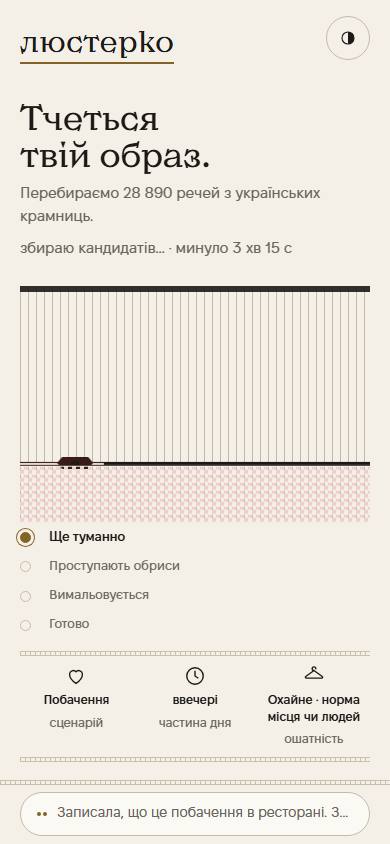 люстерко
Тчеться
твій образ.
Перебираємо 28 890 речей з українських
крамниць.
збираю кандидатів… · минуло 3 хв 15 с
Ще туманно
Проступають обриси
Вимальовується
Готово
Побачення
сценарій
ввечері
частина дня
Охайне · норма
місця чи людей
ошатність
Записала, що це побачення в ресторані. З…